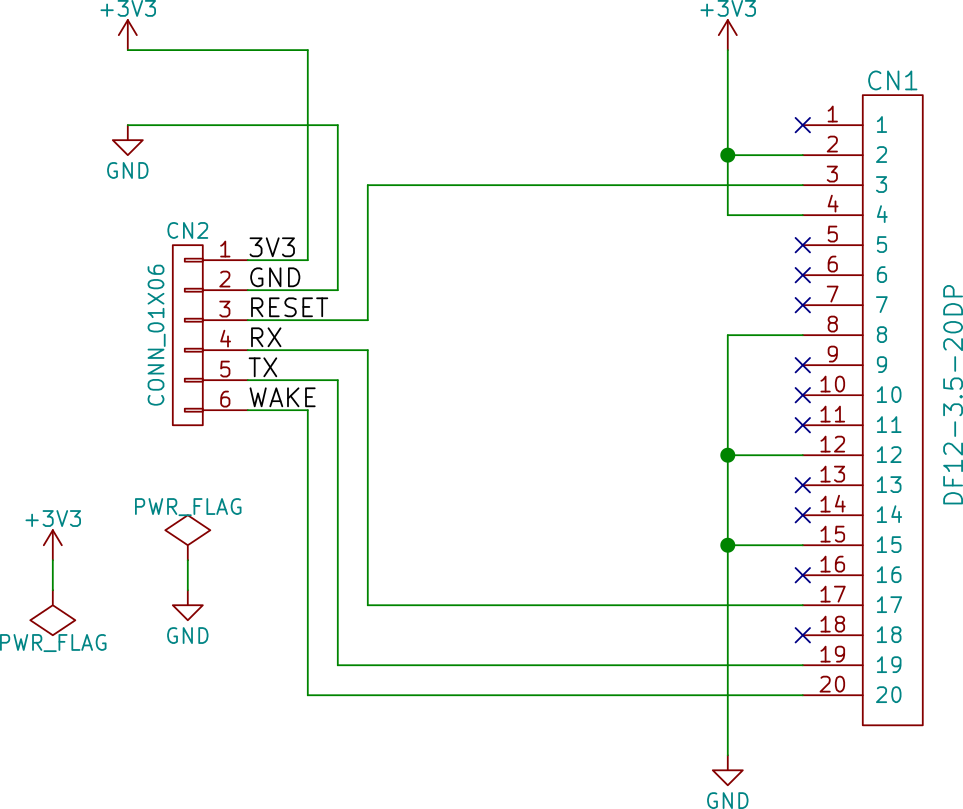 +3V3
+3V3
CN1
GND
CN2
CONN_01X06
1 3V3
2 GND
3 RESET
4 RX
5 TX
6 WAKE
1 1
2 2
3 3
4 4
5 5
6 6
7 7
8 8
9 9
10 10
11 11
12 12
13 13
14 14
15 15
16 16
17 17
18 18
19 19
20 20
DF12-3.5-20DP
+3V3
PWR_FLAG
PWR_FLAG
GND
GND